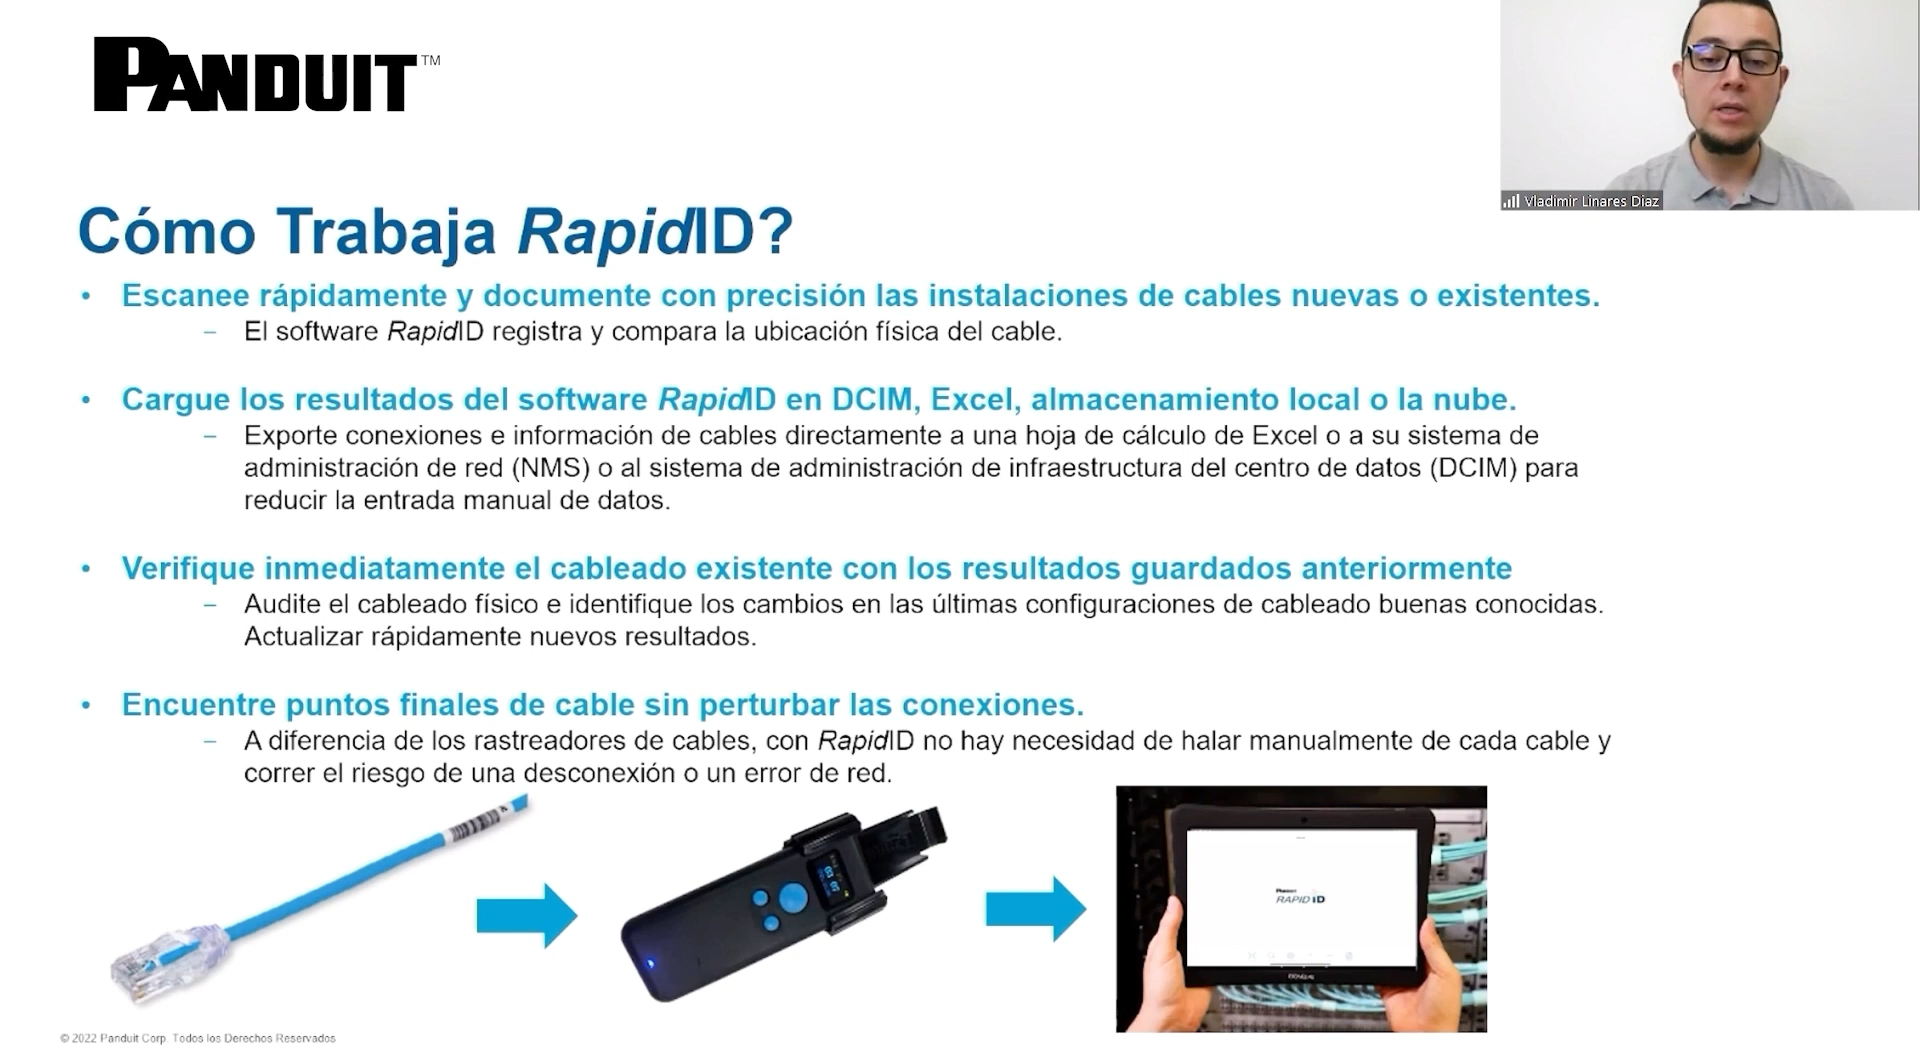 PANDUIT™
Vladimir Linares Diaz
Cómo Trabaja RapidID?
• Escanee rápidamente y documente con precisión las instalaciones de cables nuevas o existentes.
– El software RapidID registra y compara la ubicación física del cable.
• Cargue los resultados del software RapidID en DCIM, Excel, almacenamiento local o la nube.
– Exporte conexiones e información de cables directamente a una hoja de cálculo de Excel o a su sistema de
administración de red (NMS) o al sistema de administración de infraestructura del centro de datos (DCIM) para
reducir la entrada manual de datos.
• Verifique inmediatamente el cableado existente con los resultados guardados anteriormente
– Audite el cableado físico e identifique los cambios en las últimas configuraciones de cableado buenas conocidas.
Actualizar rápidamente nuevos resultados.
• Encuentre puntos finales de cable sin perturbar las conexiones.
– A diferencia de los rastreadores de cables, con RapidID no hay necesidad de halar manualmente de cada cable y
correr el riesgo de una desconexión o un error de red.
PANDUIT
RAPID ID
© 2022 Panduit Corp. Todos los Derechos Reservados